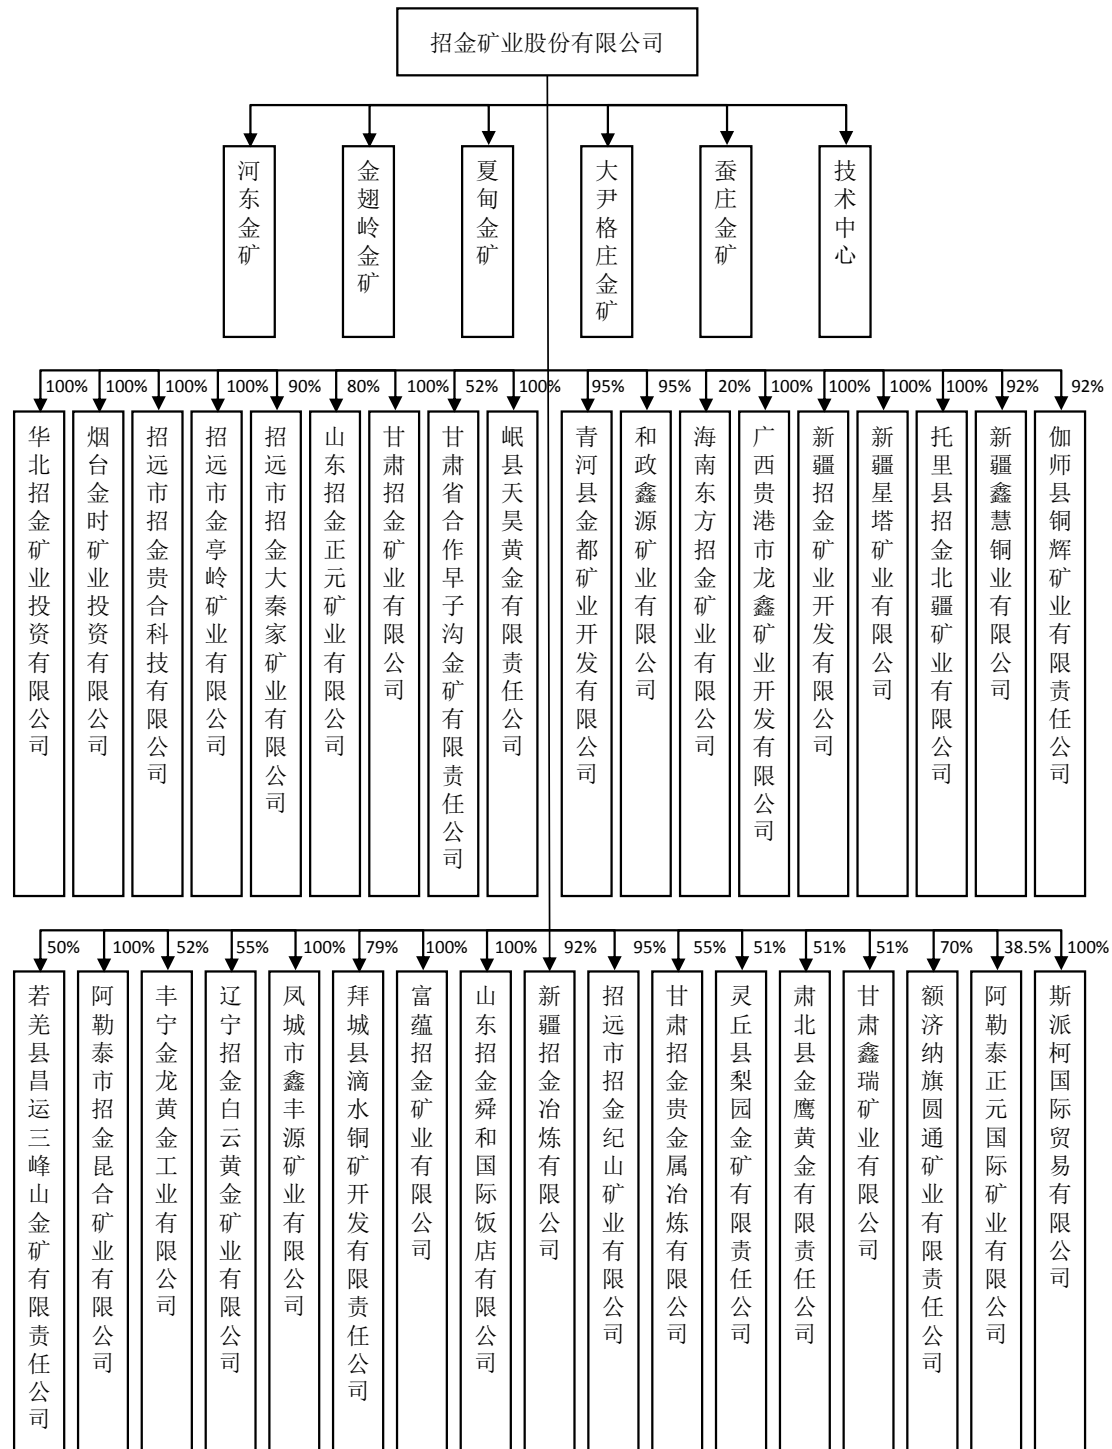 招金矿业股份有限公司
河东金矿
金翅岭金矿
夏甸金矿
大尹格庄金矿
蚕庄金矿
技术中心
100%
100%
100%
100%
90%
80%
100%
52%
100%
95%
95%
20%
100%
100%
100%
100%
92%
92%
华北招金矿业投资有限公司
烟台金时矿业投资有限公司
招远市招金贵合科技有限公司
招远市金亭岭矿业有限公司
招远市招金大秦家矿业有限公司
山东招金正元矿业有限公司
甘肃招金矿业有限公司
甘肃省合作早子沟金矿有限责任公司
岷县天昊黄金有限责任公司
青河县金都矿业开发有限公司
和政鑫源矿业有限公司
海南东方招金矿业有限公司
广西贵港市龙鑫矿业开发有限公司
新疆招金矿业开发有限公司
新疆星塔矿业有限公司
托里县招金北疆矿业有限公司
新疆鑫慧铜业有限公司
伽师县铜辉矿业有限责任公司
50%
100%
52%
55%
100%
79%
100%
100%
92%
95%
55%
51%
51%
51%
70%
38.5%
100%
若羌县昌运三峰山金矿有限责任公司
阿勒泰市招金昆合矿业有限公司
丰宁金龙黄金工业有限公司
辽宁招金白云黄金矿业有限公司
凤城市鑫丰源矿业有限公司
拜城县滴水铜矿开发有限责任公司
富蕴招金矿业有限公司
山东招金舜和国际饭店有限公司
新疆招金冶炼有限公司
招远市招金纪山矿业有限公司
甘肃招金贵金属冶炼有限公司
灵丘县梨园金矿有限责任公司
肃北县金鹰黄金有限责任公司
甘肃鑫瑞矿业有限公司
额济纳旗圆通矿业有限责任公司
阿勒泰正元国际矿业有限公司
斯派柯国际贸易有限公司